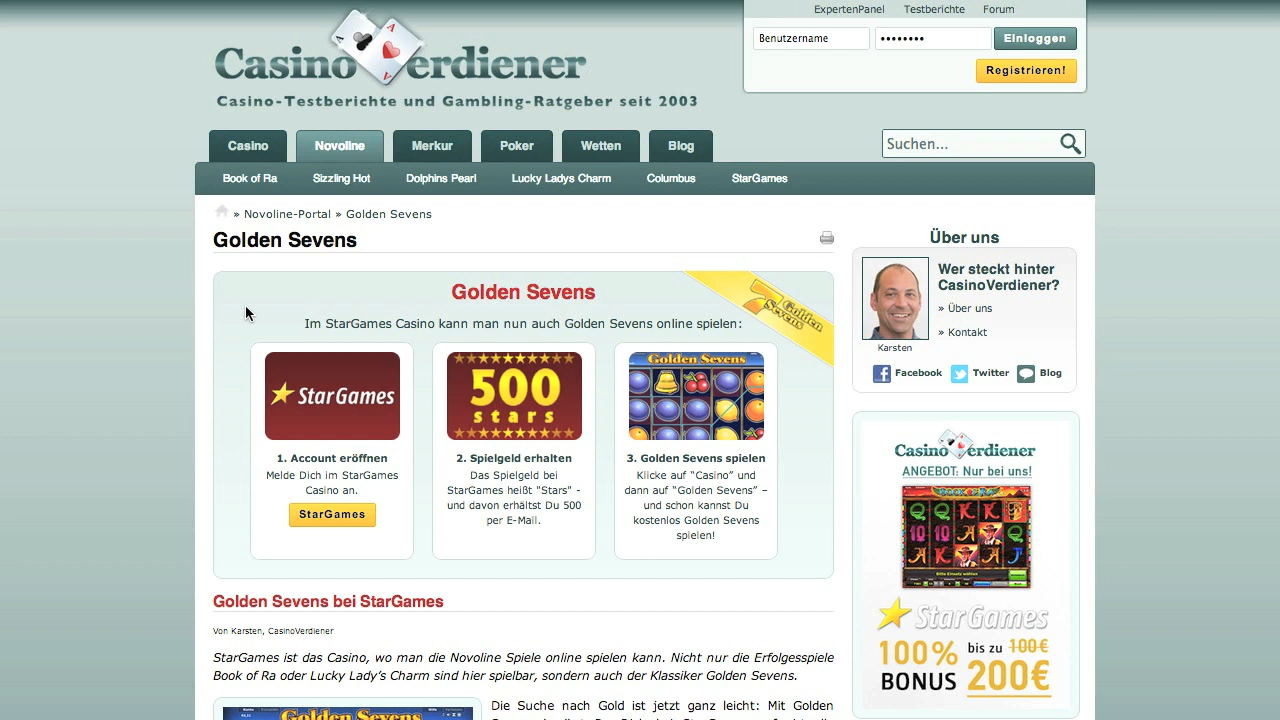 ExpertenPanel Testberichte Forum
Benutzername •••••••• Einloggen
Registrieren!
CasinoVerdiener
Casino-Testberichte und Gambling-Ratgeber seit 2003
Casino Novoline Merkur Poker Wetten Blog
Suchen...
Book of Ra Sizzling Hot Dolphins Pearl Lucky Ladys Charm Columbus StarGames
» Novoline-Portal » Golden Sevens
Golden Sevens
Golden Sevens
7 Golden Sevens
Im StarGames Casino kann man nun auch Golden Sevens online spielen:
StarGames
1. Account eröffnen
Melde Dich im StarGames
Casino an.
StarGames
500
stars
2. Spielgeld erhalten
Das Spielgeld bei
StarGames heißt "Stars" -
und davon erhältst Du 500
per E-Mail.
Golden Sevens
3. Golden Sevens spielen
Klicke auf “Casino” und
dann auf “Golden Sevens” –
und schon kannst Du
kostenlos Golden Sevens
spielen!
Golden Sevens bei StarGames
Von Karsten, CasinoVerdiener
StarGames ist das Casino, wo man die Novoline Spiele online spielen kann. Nicht nur die Erfolgesspiele
Book of Ra oder Lucky Lady’s Charm sind hier spielbar, sondern auch der Klassiker Golden Sevens.
Golden Sevens
Die Suche nach Gold ist jetzt ganz leicht: Mit Golden
Über uns
Wer steckt hinter
CasinoVerdiener?
» Über uns
» Kontakt
Karsten
Facebook Twitter Blog
CasinoVerdiener
ANGEBOT: Nur bei uns!
StarGames
100% bis zu 100€
BONUS 200€